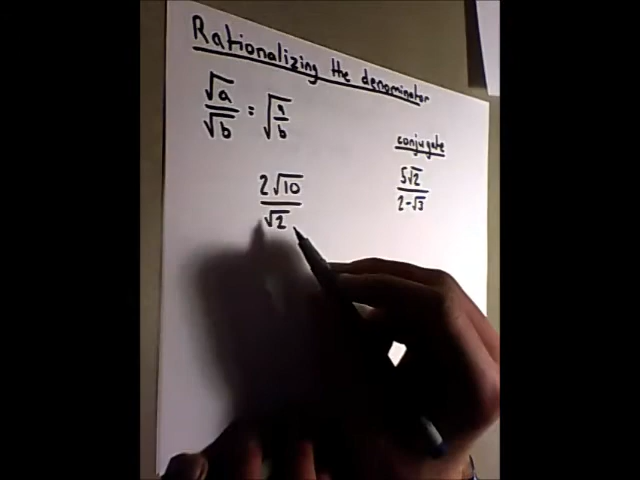 Rationalizing the denominator
√a/√b = √(a/b)
conjugate
2√10/√2
5√2/(2-√3)